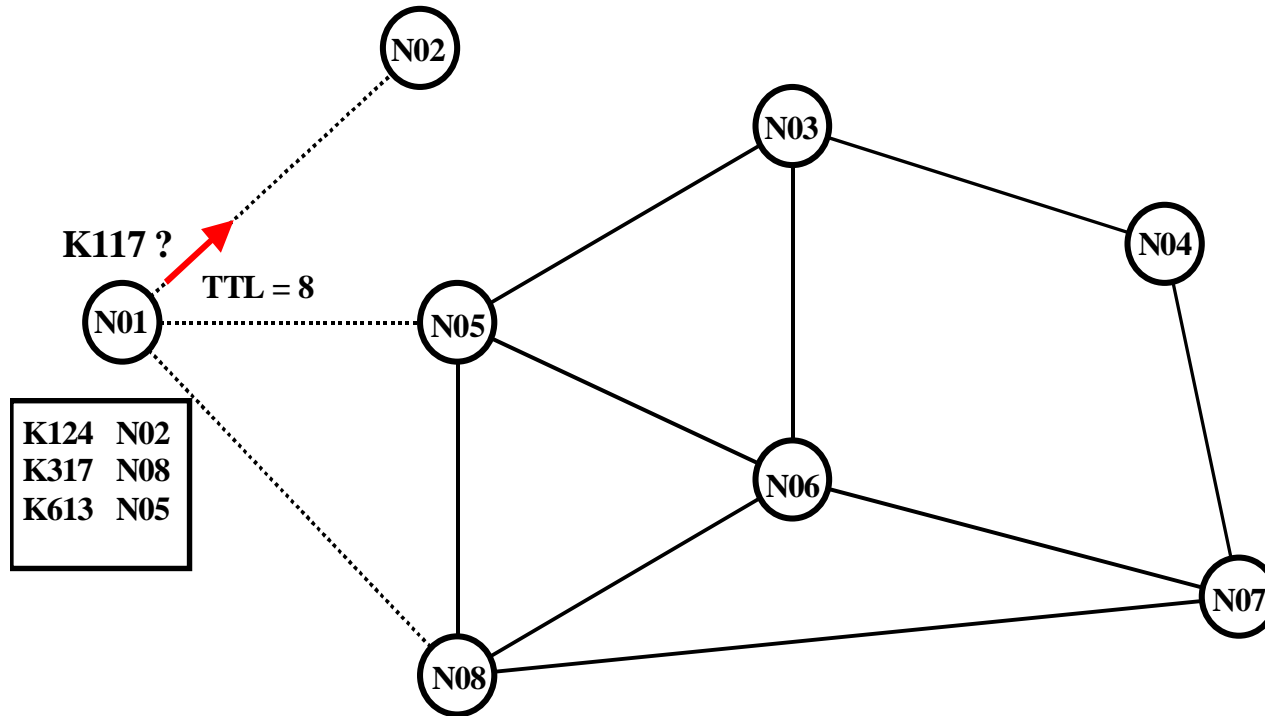 N02
N03
N04
K117 ?
TTL = 8
N01
N05
K124 N02
K317 N08
K613 N05
N06
N07
N08